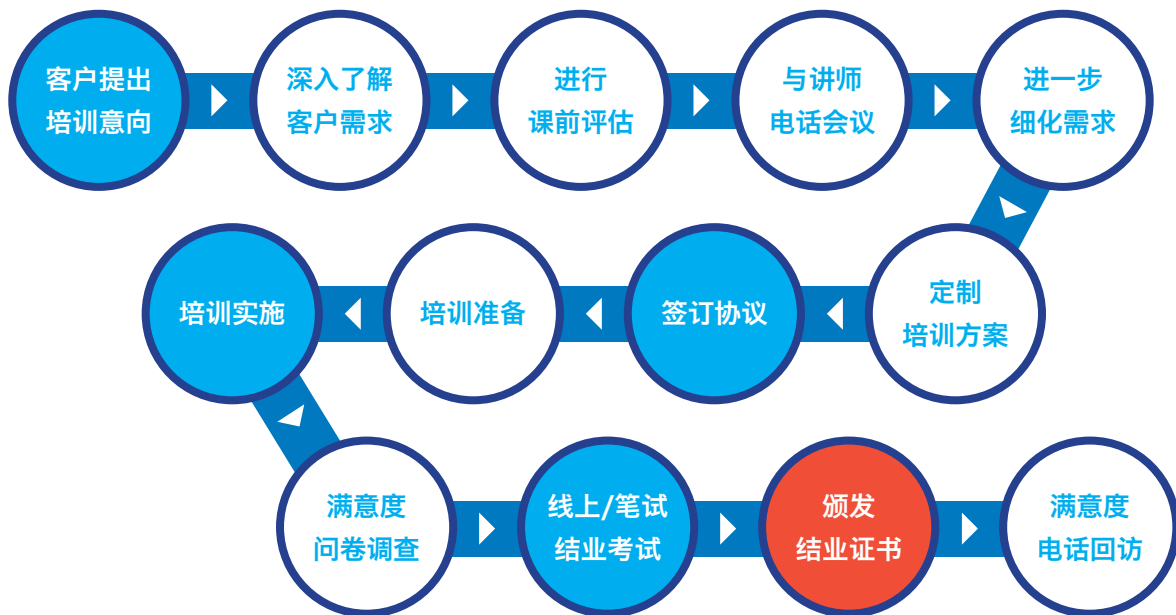 客户提出
培训意向
深入了解
客户需求
进行
课前评估
与讲师
电话会议
进一步
细化需求
定制
培训方案
签订协议
培训准备
培训实施
满意度
问卷调查
线上/笔试
结业考试
颁发
结业证书
满意度
电话回访